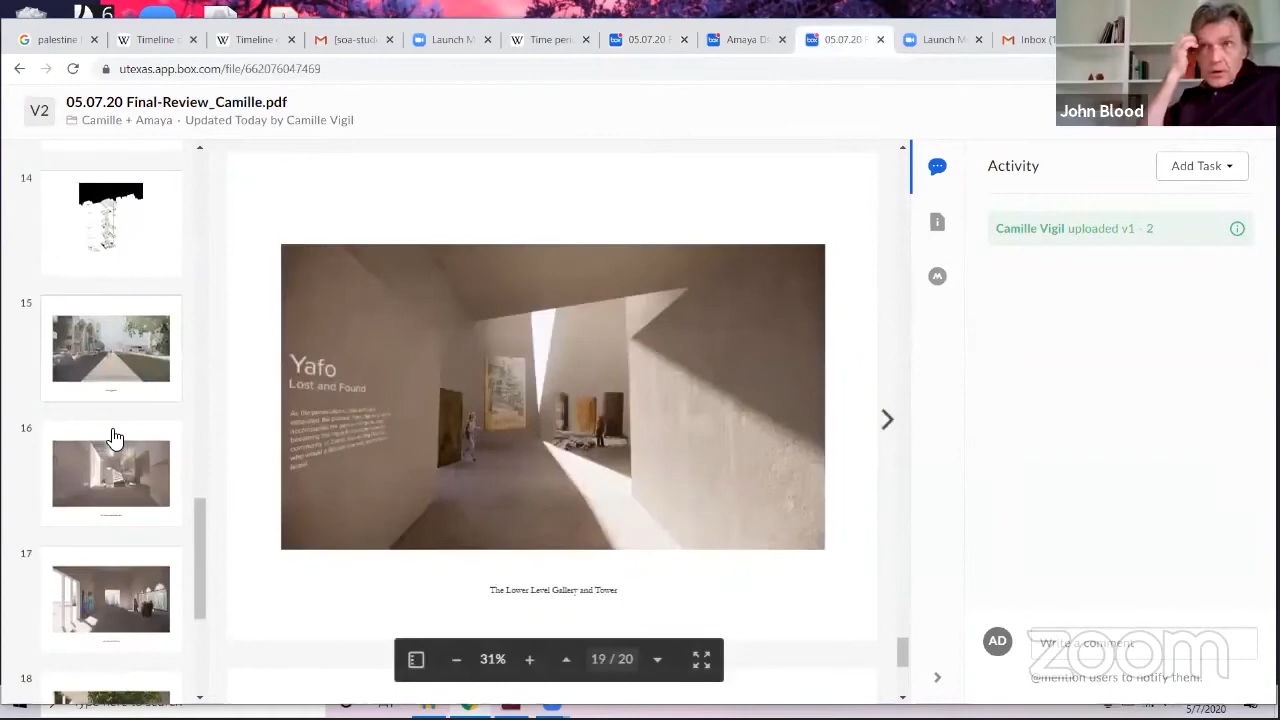 6
palestine
Timeline
Timeline
[soa-stud
Launch M
Time peri
05.07.20 F
Amaya D
05.07.20 F
Launch M
Inbox (1
utexas.app.box.com/file/662076047469
V2
05.07.20 Final-Review_Camille.pdf
Camille + Amaya · Updated Today by Camille Vigil
John Blood
Activity
Add Task
Camille Vigil uploaded v1 - 2
14
15
16
17
18
Yafo
Lost and Found
The Lower Level Gallery and Tower
31%
19 / 20
AD
Write a comment
@mention users to notify them.
zoom
5/7/2020